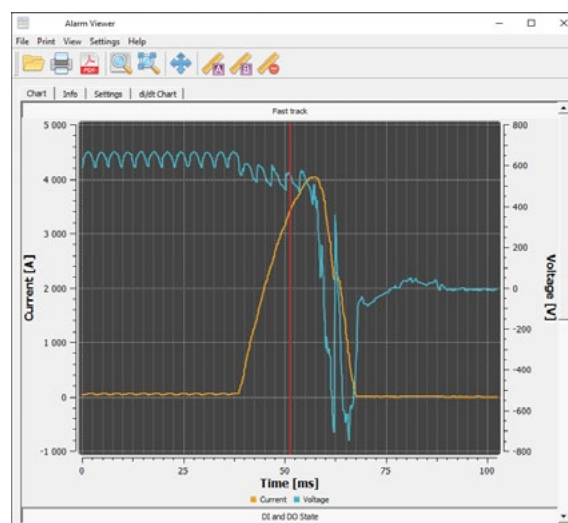 Alarm Viewer
File Print View Settings Help
PDF
A
B
Chart Info Settings di/dt Chart
Fast track
5 000
4 000
3 000
2 000
1 000
0
-1 000
Current [A]
800
600
400
200
0
-200
-400
-600
-800
Voltage [V]
0 25 50 75 100
Time [ms]
Current Voltage
DI and DO State